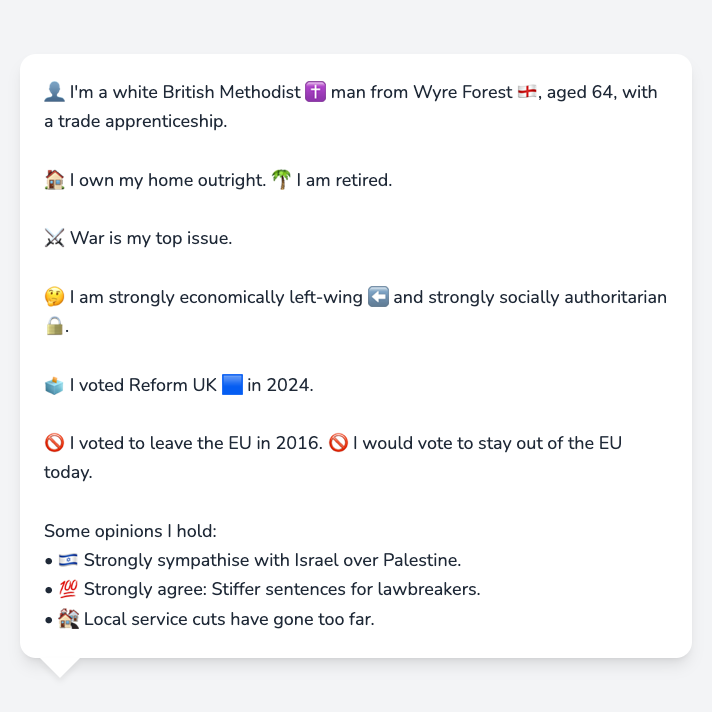 👤 I'm a white British Methodist ✝️ man from Wyre Forest 🏴󠁧󠁢󠁥󠁮󠁧󠁿, aged 64, with
a trade apprenticeship.
🏠 I own my home outright. 🌴 I am retired.
⚔️ War is my top issue.
🤔 I am strongly economically left-wing ⬅️ and strongly socially authoritarian
🔒.
🗳️ I voted Reform UK 🟦 in 2024.
🚫 I voted to leave the EU in 2016. 🚫 I would vote to stay out of the EU
today.
Some opinions I hold:
• 🇮🇱 Strongly sympathise with Israel over Palestine.
• 💯 Strongly agree: Stiffer sentences for lawbreakers.
• 🏚️ Local service cuts have gone too far.